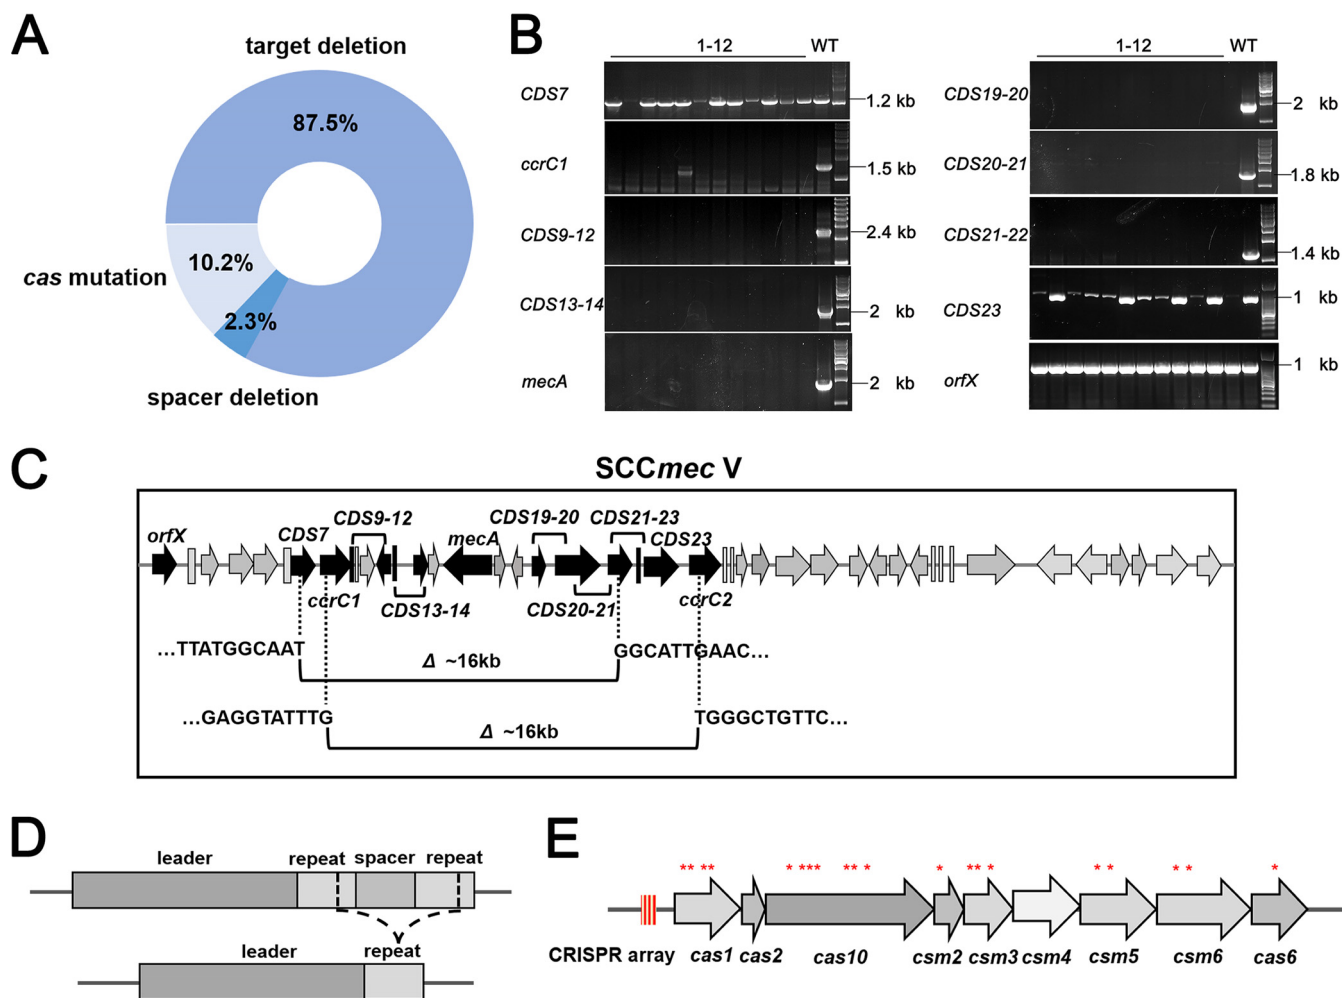 A
target deletion
87.5%
cas mutation
10.2%
2.3%
spacer deletion
B
1-12 WT
CDS7 1.2 kb
ccrC1 1.5 kb
CDS9-12 2.4 kb
CDS13-14 2 kb
mecA 2 kb
1-12 WT
CDS19-20 2 kb
CDS20-21 1.8 kb
CDS21-22 1.4 kb
CDS23 1 kb
orfX 1 kb
C
SCCmec V
orfX CDS7 CDS9-12 mecA CDS19-20 CDS21-23 CDS23
ccrC1 CDS13-14 CDS20-21 ccrC2
...TTATGGCAAT Δ ~16kb GGCATTGAAC...
...GAGGTATTTG Δ ~16kb TGGGCTGTTC...
D
leader repeat spacer repeat
leader repeat
E
** ** * **** ** * * ** * ** ** *
CRISPR array cas1 cas2 cas10 csm2 csm3 csm4 csm5 csm6 cas6